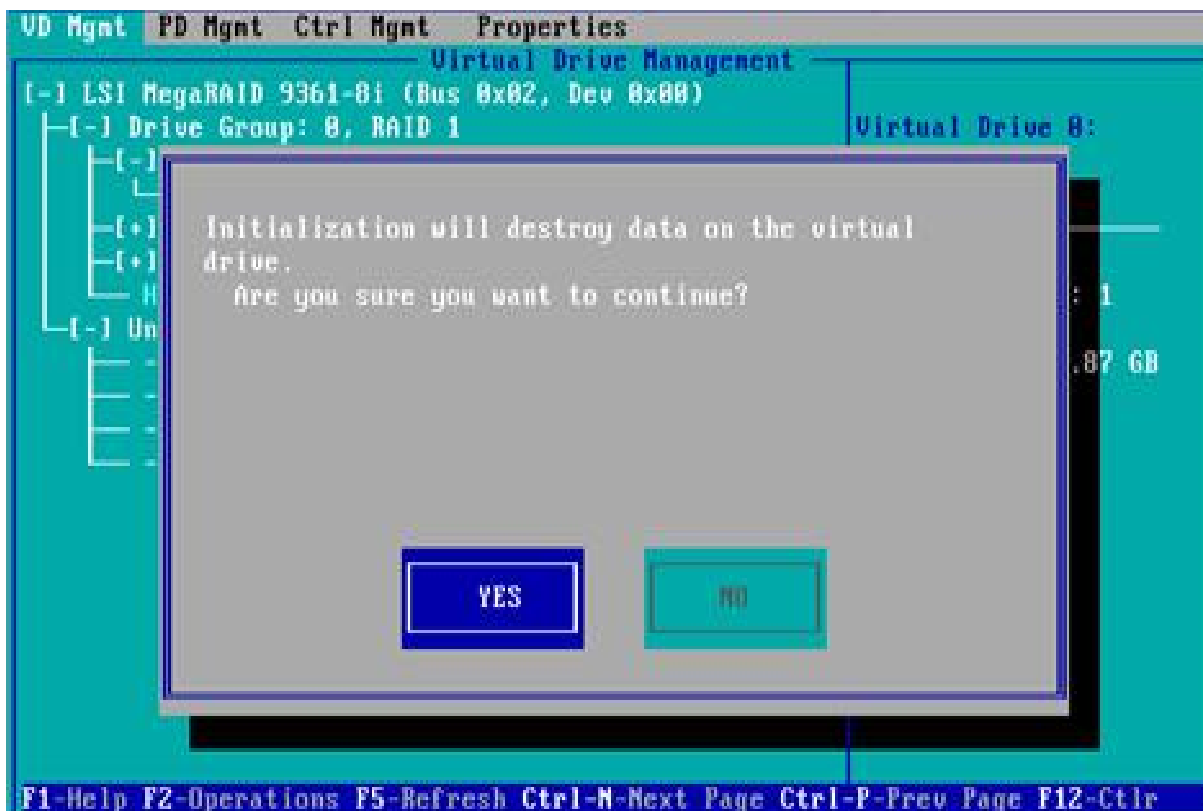 VD Mgmt PD Mgmt Ctrl Mgmt Properties
Virtual Drive Management
[-] LSI MegaRAID 9361-8i (Bus 0x02, Dev 0x00)
[-] Drive Group: 0, RAID 1
Virtual Drive 0:
[-]
Initialization will destroy data on the virtual
[+]
drive.
[+]
Are you sure you want to continue?
H
: 1
[-] Un
.87 GB
YES
NO
F1-Help F2-Operations F5-Refresh Ctrl-N-Next Page Ctrl-P-Prev Page F12-Ctlr